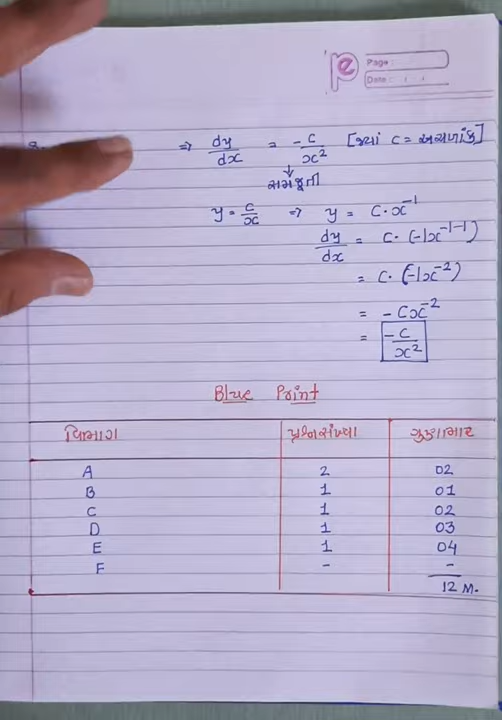 Page :
Date : / /
⇒ dy/dx = -c/x² [જ્યાં c = અચળાંક]
સમજૂતી
y = c/x ⇒ y = c·x⁻¹
dy/dx = c·(-1x⁻¹⁻¹)
= c·(-1x⁻²)
= -cx⁻²
= -c/x²
Blue Print
વિભાગ પ્રશ્નસંખ્યા ગુણભાર
A 2 02
B 1 01
C 1 02
D 1 03
E 1 04
F - -
12 M.